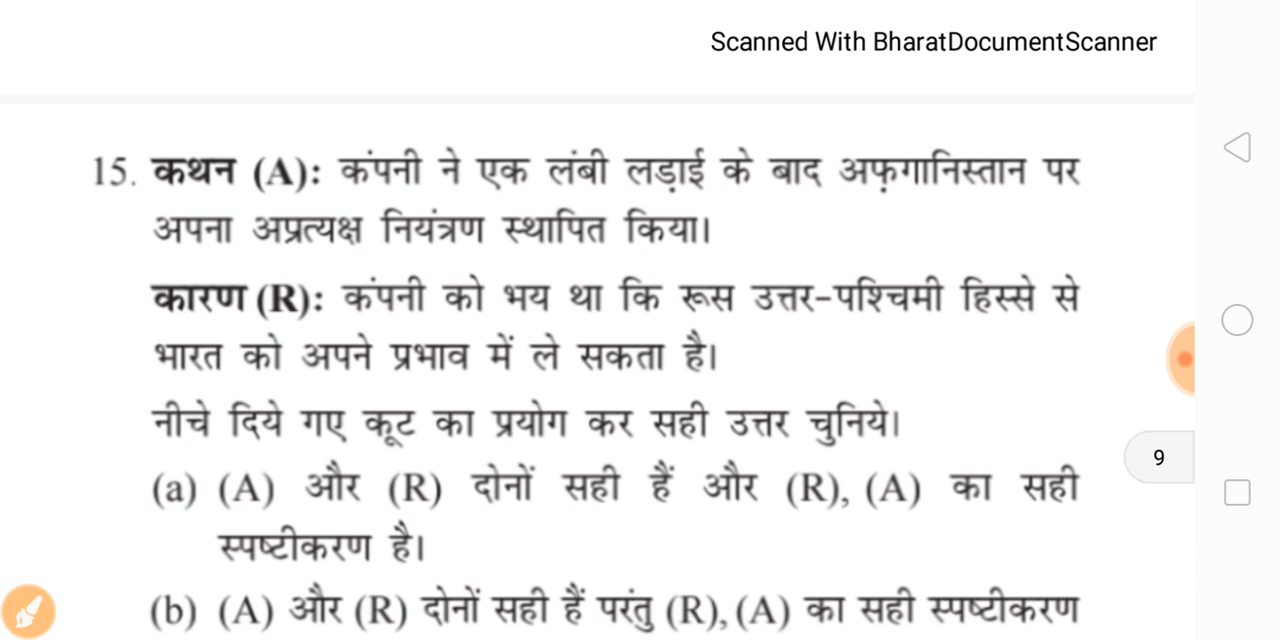 Scanned With BharatDocumentScanner
15. कथन (A): कंपनी ने एक लंबी लड़ाई के बाद अफ़गानिस्तान पर
अपना अप्रत्यक्ष नियंत्रण स्थापित किया।
कारण (R): कंपनी को भय था कि रूस उत्तर-पश्चिमी हिस्से से
भारत को अपने प्रभाव में ले सकता है।
नीचे दिये गए कूट का प्रयोग कर सही उत्तर चुनिये।
9
(a) (A) और (R) दोनों सही हैं और (R), (A) का सही
स्पष्टीकरण है।
(b) (A) और (R) दोनों सही हैं परंतु (R), (A) का सही स्पष्टीकरण